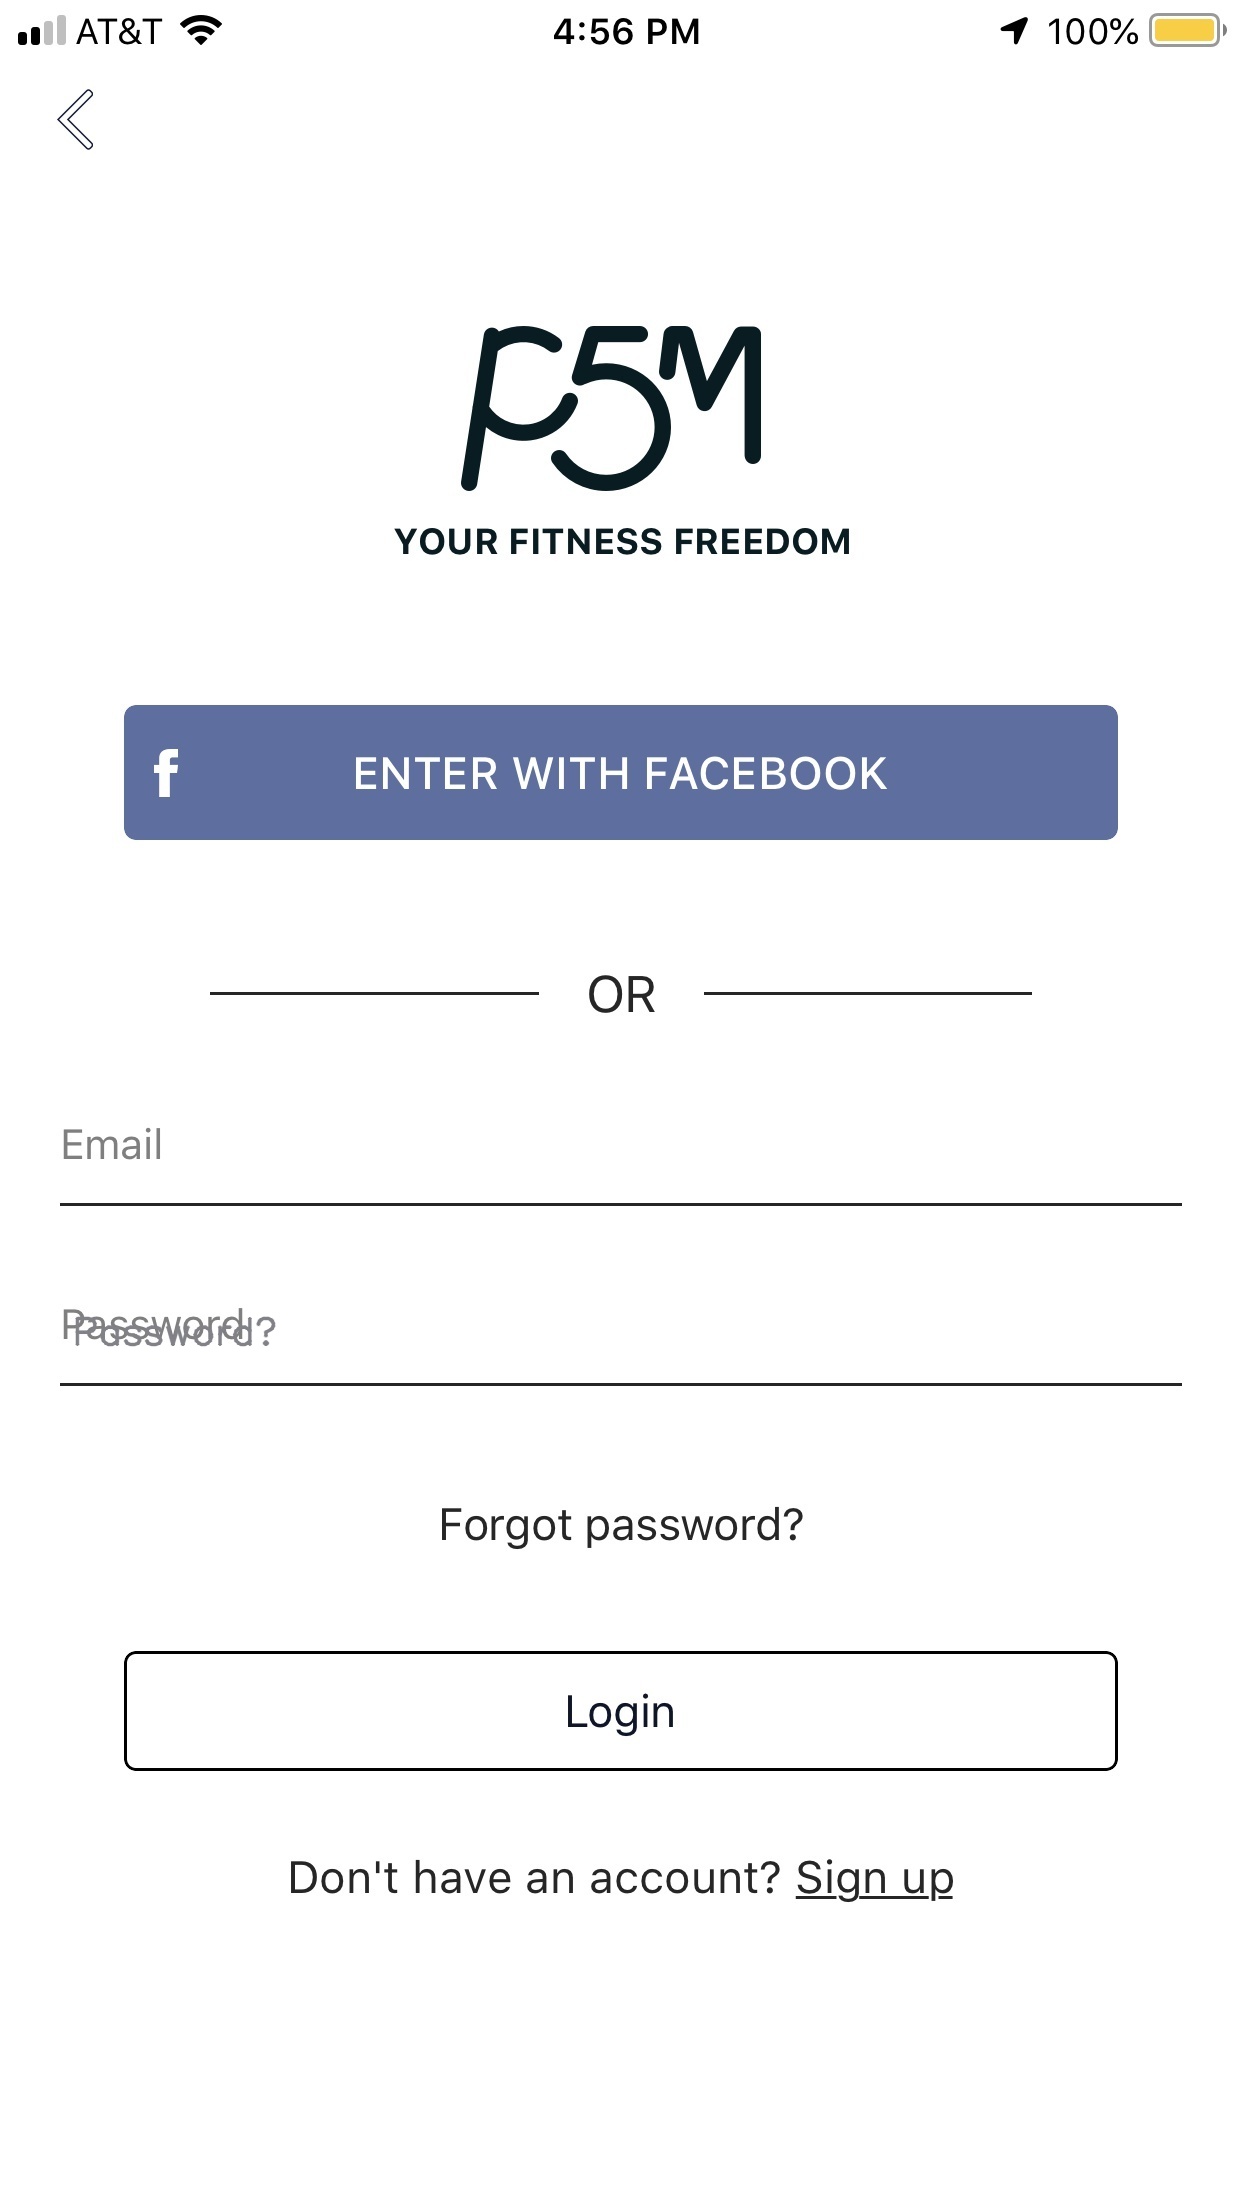 AT&T 4:56 PM 100%
P5M
YOUR FITNESS FREEDOM
f ENTER WITH FACEBOOK
OR
Email
Password
Password?
Forgot password?
Login
Don't have an account? Sign up